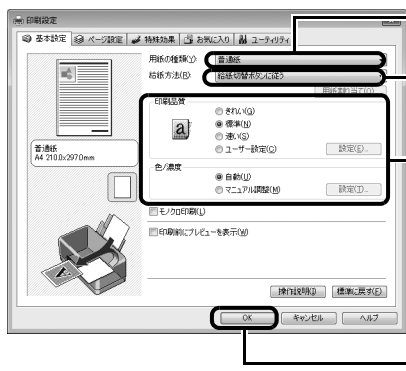 印刷設定
基本設定 ページ設定 特殊効果 お気に入り ユーティリティ
用紙の種類(Y): 普通紙
給紙方法(R): 給紙切替ボタンに従う
用紙割り当て(O)...
印刷品質
きれい(G)
標準(N)
速い(S)
ユーザー設定(C) 設定(E)...
普通紙
A4 210.0x297.0mm
色/濃度
自動(U)
マニュアル調整(M) 設定(T)...
モノクロ印刷(L)
印刷前にプレビューを表示(W)
操作説明(I) 標準に戻す(F)
OK キャンセル ヘルプ